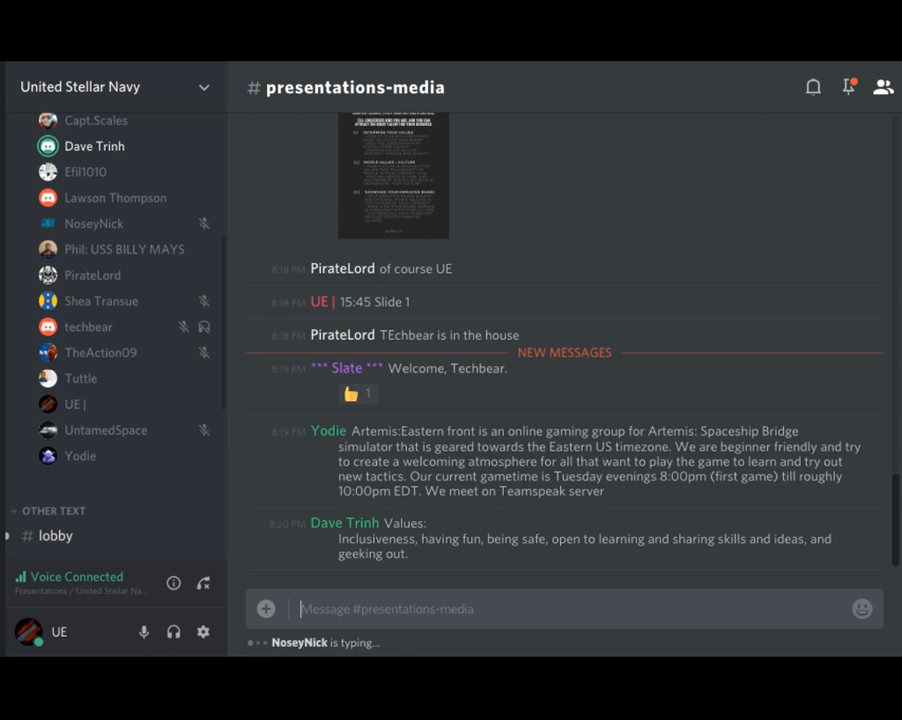 United Stellar Navy
# presentations-media
Capt.Scales
Dave Trinh
Efil1010
Lawson Thompson
NoseyNick
Phil: USS BILLY MAYS
PirateLord
Shea Transue
techbear
TheAction09
Tuttle
UE |
UntamedSpace
Yodie
OTHER TEXT
# lobby
Voice Connected
Presentations / United Stellar Na...
UE
8:18 PM PirateLord of course UE
8:18 PM UE | 15:45 Slide 1
8:18 PM PirateLord TEchbear is in the house
NEW MESSAGES
8:19 PM *** Slate *** Welcome, Techbear.
1
8:19 PM Yodie Artemis:Eastern front is an online gaming group for Artemis: Spaceship Bridge
simulator that is geared towards the Eastern US timezone. We are beginner friendly and try
to create a welcoming atmosphere for all that want to play the game to learn and try out
new tactics. Our current gametime is Tuesday evenings 8:00pm (first game) till roughly
10:00pm EDT. We meet on Teamspeak server
8:20 PM Dave Trinh Values:
Inclusiveness, having fun, being safe, open to learning and sharing skills and ideas, and
geeking out.
Message #presentations-media
NoseyNick is typing...